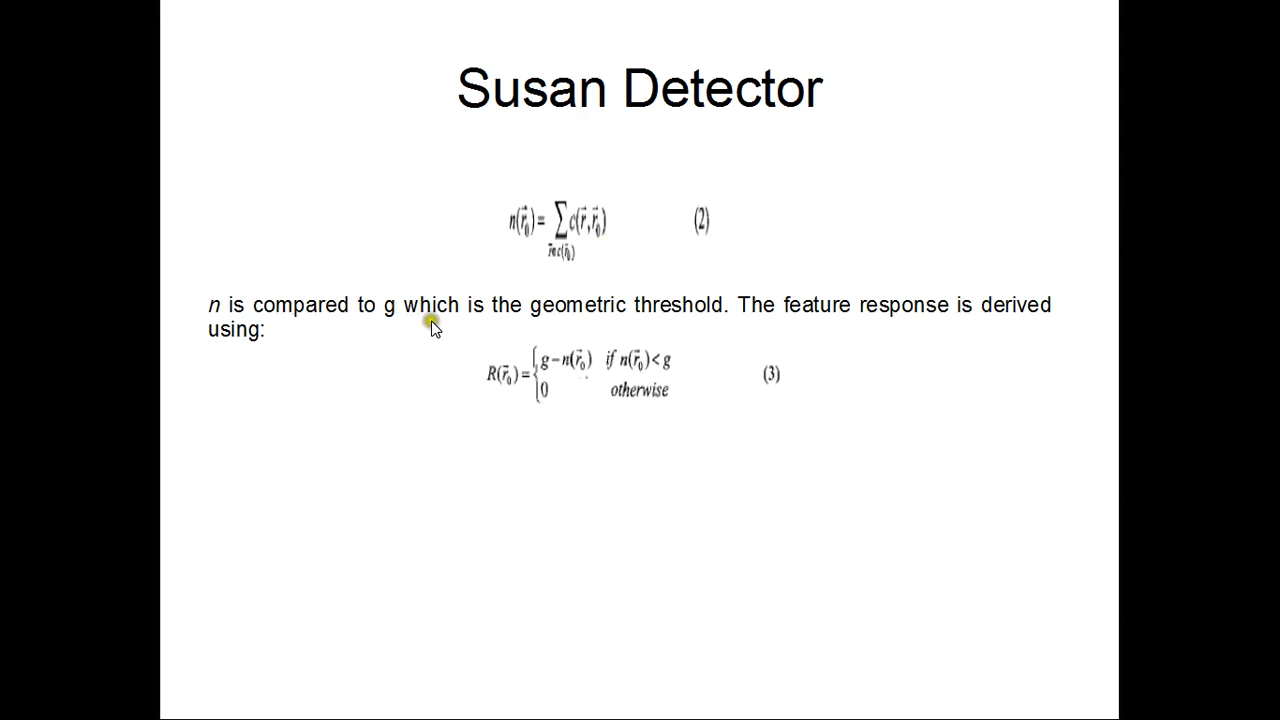 Susan Detector
n(r⃗₀) = ∑ c(r⃗, r⃗₀) (2)
r⃗∈c(r⃗₀)
n is compared to g which is the geometric threshold. The feature response is derived
using:
R(r⃗₀) = { g − n(r⃗₀) if n(r⃗₀) < g
0 otherwise (3)